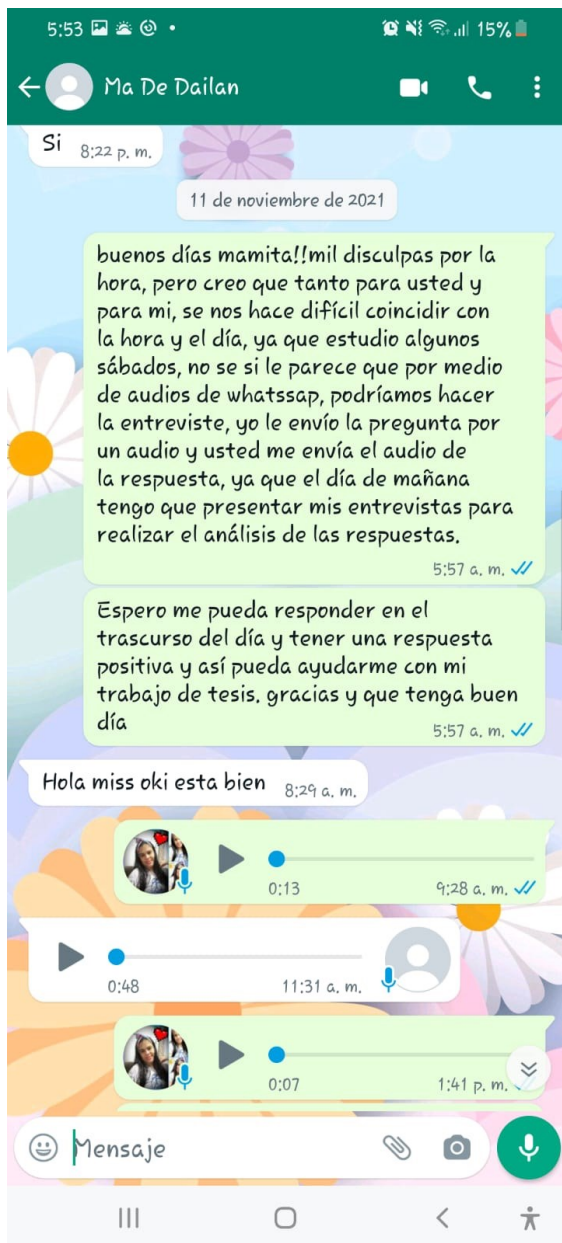 5:53 15%
Ma De Dailan
Si 8:22 p. m.
11 de noviembre de 2021
buenos días mamita!!mil disculpas por la
hora, pero creo que tanto para usted y
para mi, se nos hace difícil coincidir con
la hora y el día, ya que estudio algunos
sábados, no se si le parece que por medio
de audios de whatssap, podríamos hacer
la entreviste, yo le envío la pregunta por
un audio y usted me envía el audio de
la respuesta, ya que el día de mañana
tengo que presentar mis entrevistas para
realizar el análisis de las respuestas.
5:57 a. m.
Espero me pueda responder en el
trascurso del día y tener una respuesta
positiva y así pueda ayudarme con mi
trabajo de tesis. gracias y que tenga buen
día
5:57 a. m.
Hola miss oki esta bien 8:29 a. m.
0:13 9:28 a. m.
0:48 11:31 a. m.
0:07 1:41 p. m.
Mensaje